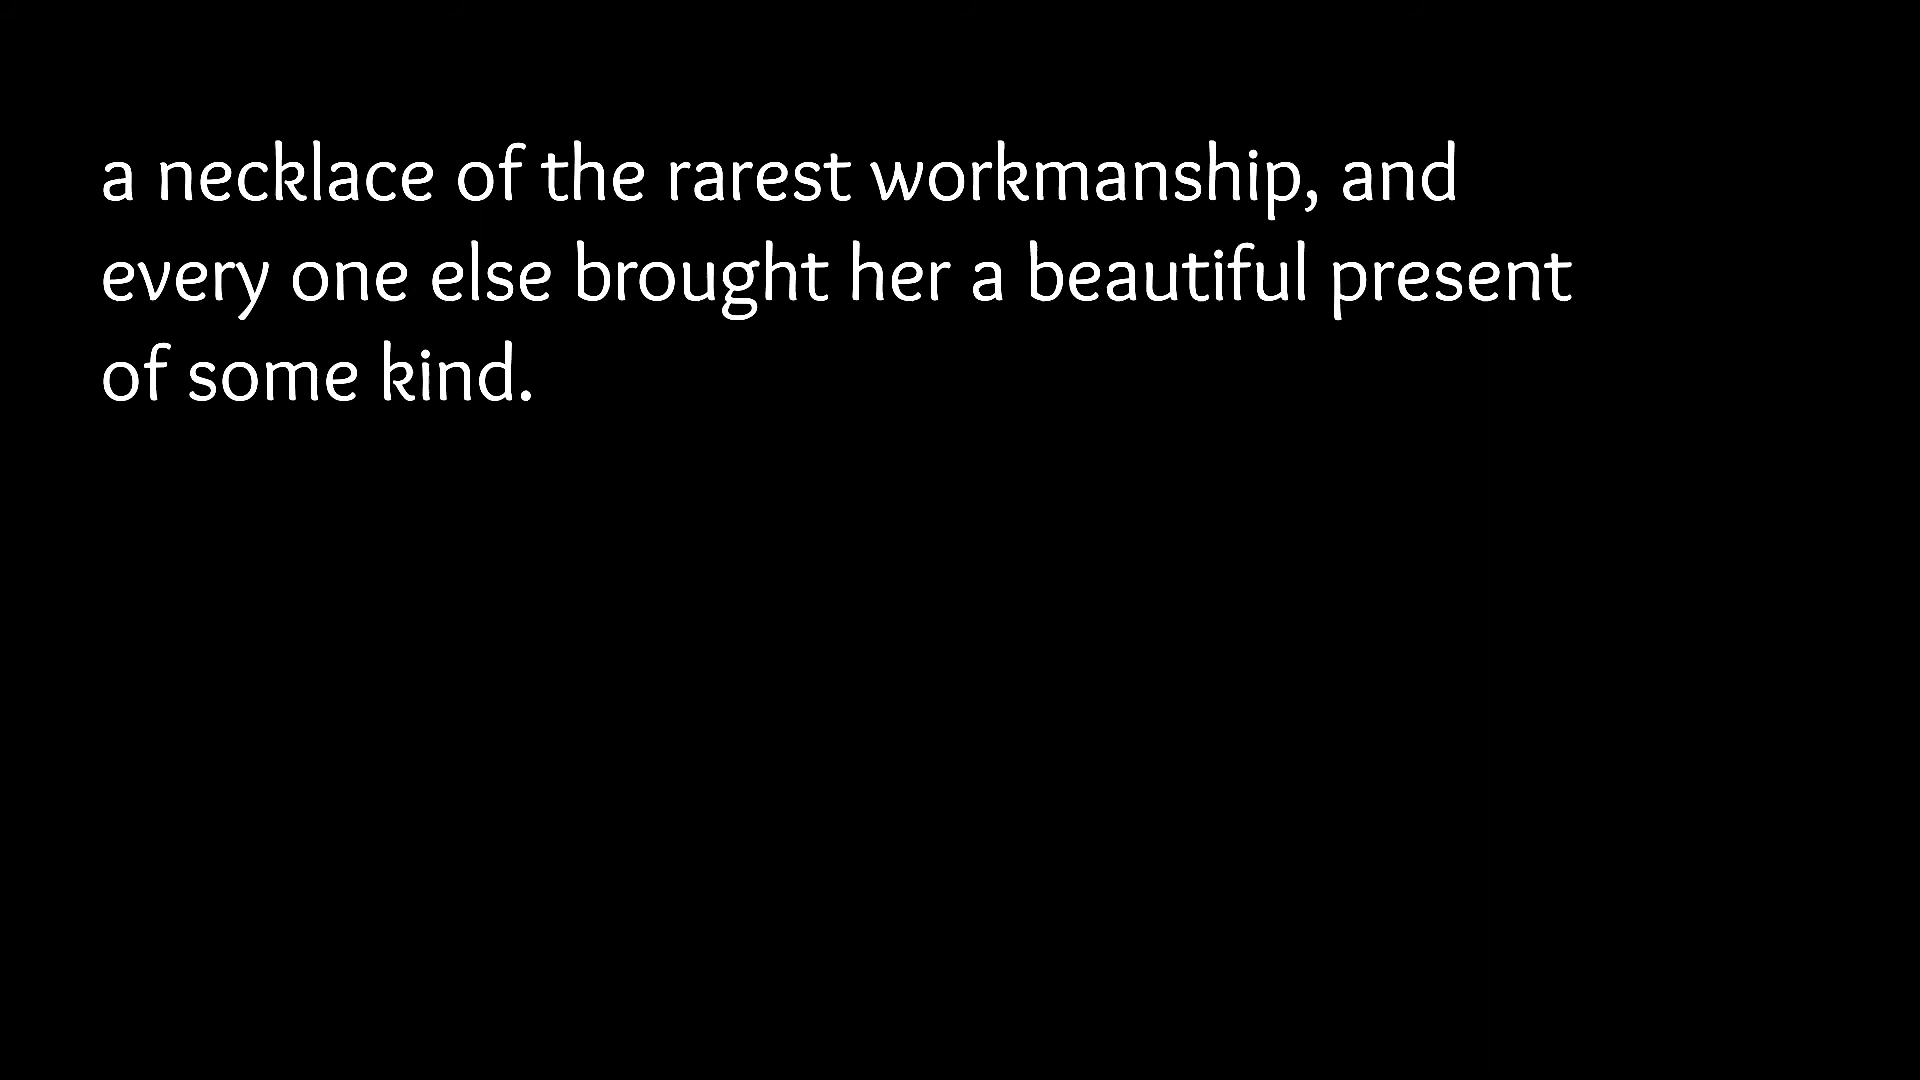 a necklace of the rarest workmanship, and
every one else brought her a beautiful present
of some kind.